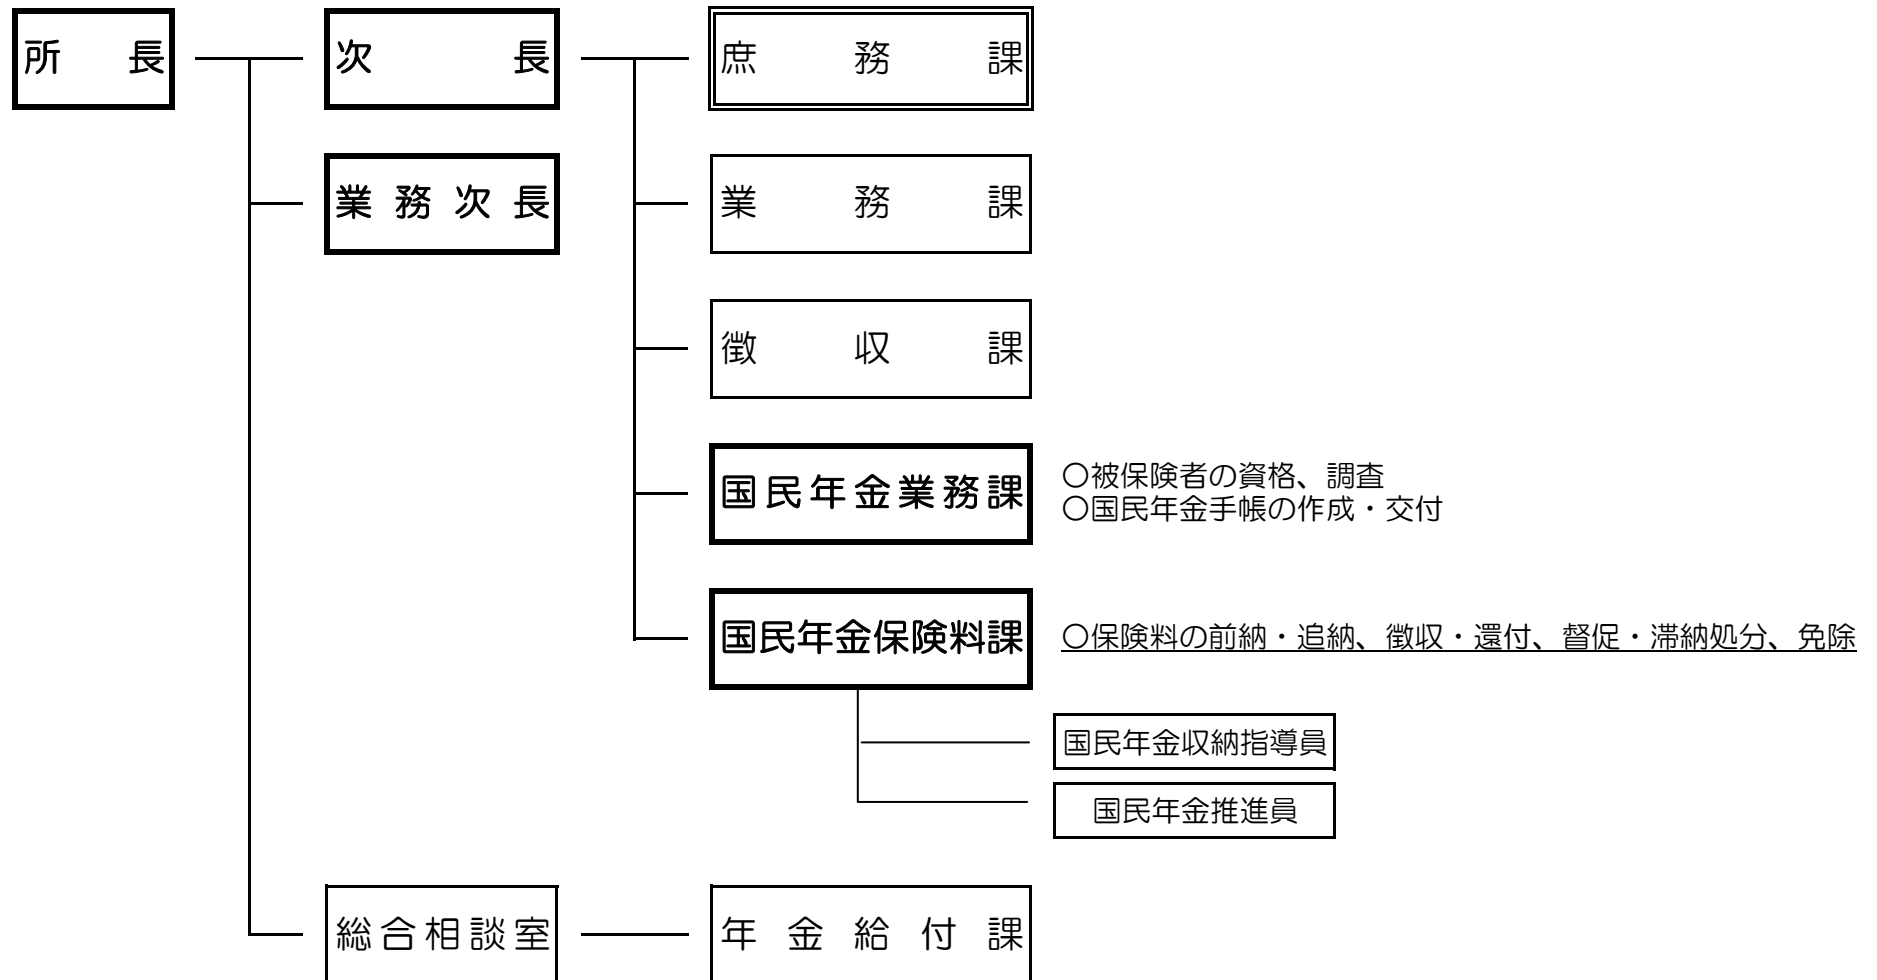 所長
次長
庶務課
業務次長
業務課
徴収課
国民年金業務課
〇被保険者の資格、調査
〇国民年金手帳の作成・交付
国民年金保険料課
〇保険料の前納・追納、徴収・還付、督促・滞納処分、免除
国民年金収納指導員
国民年金推進員
総合相談室
年金給付課